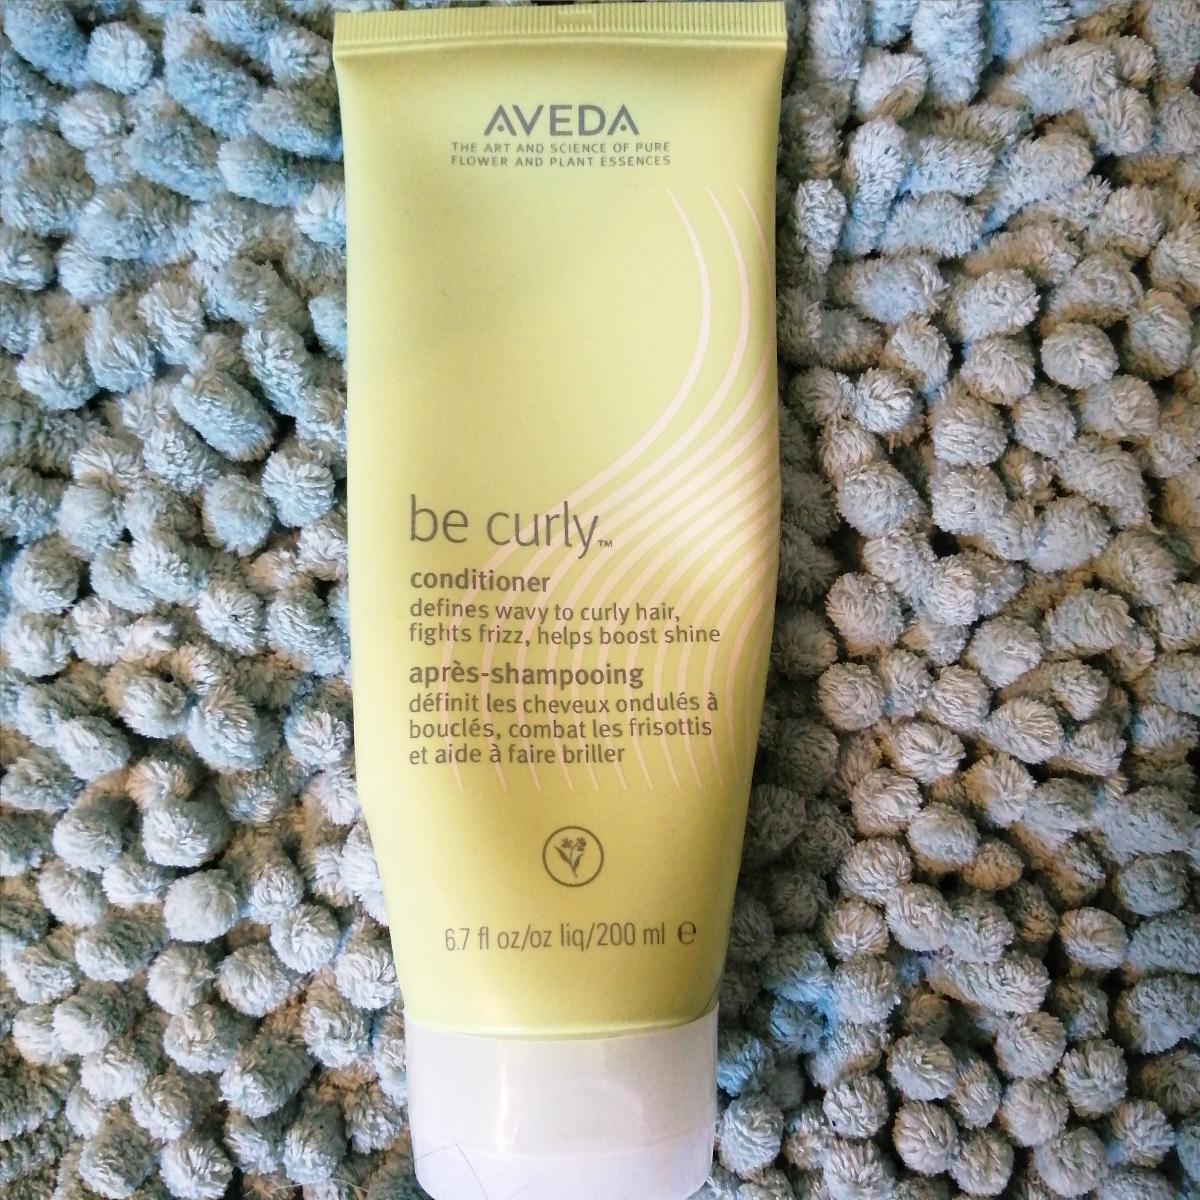 AVEDA
THE ART AND SCIENCE OF PURE
FLOWER AND PLANT ESSENCES
be curly™
conditioner
defines wavy to curly hair,
fights frizz, helps boost shine
après-shampooing
définit les cheveux ondulés à
bouclés, combat les frisottis
et aide à faire briller
6.7 fl oz/oz liq/200 ml ℮